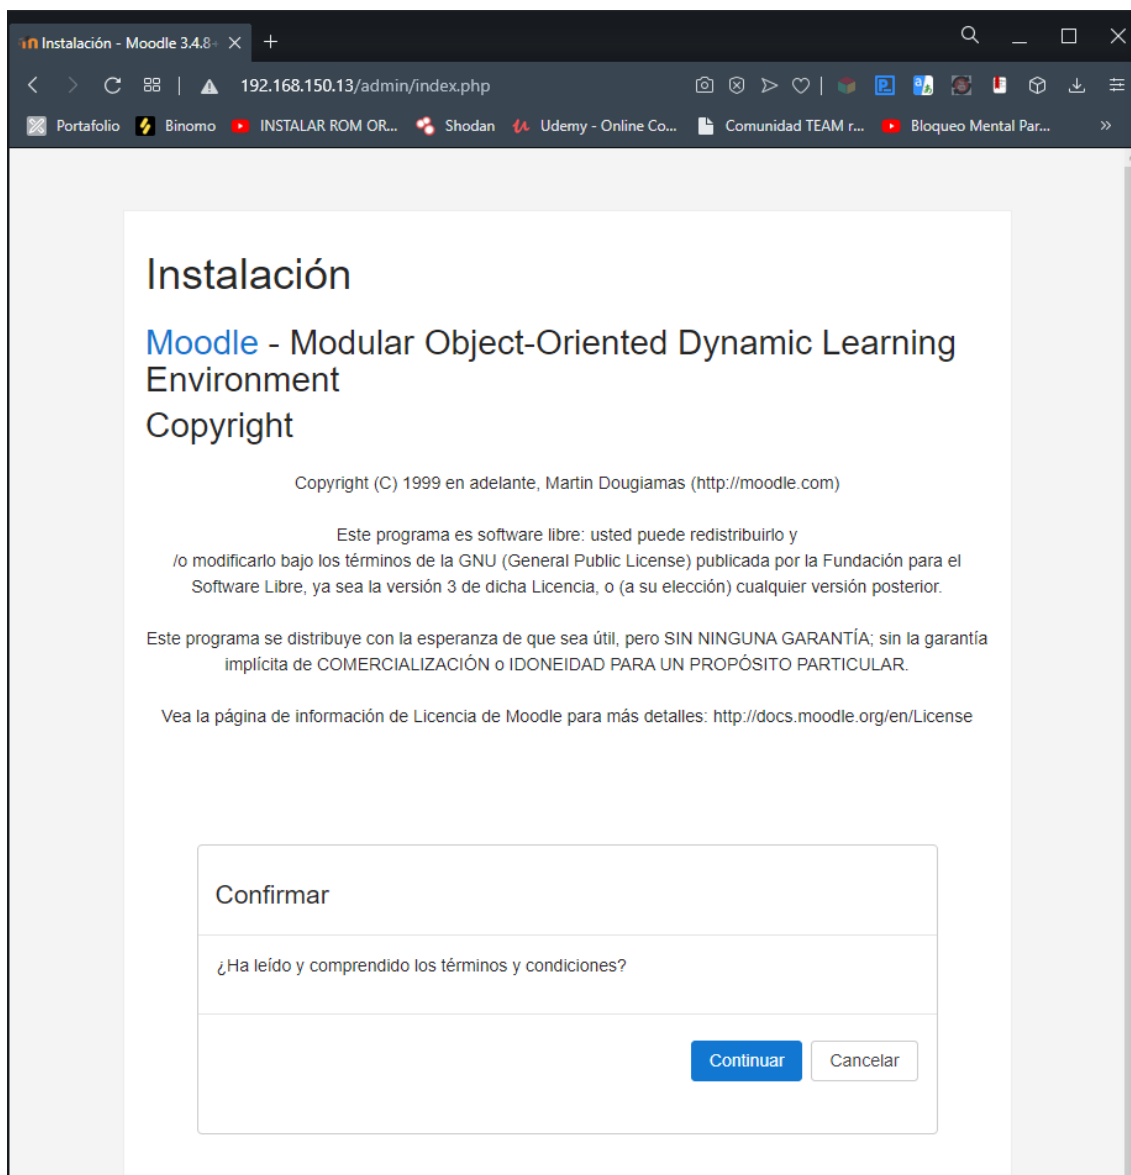 Instalación - Moodle 3.4.8+
192.168.150.13/admin/index.php
Portafolio Binomo INSTALAR ROM OR... Shodan Udemy - Online Co... Comunidad TEAM r... Bloqueo Mental Par... »
Instalación
Moodle - Modular Object-Oriented Dynamic Learning
Environment
Copyright
Copyright (C) 1999 en adelante, Martin Dougiamas (http://moodle.com)
Este programa es software libre: usted puede redistribuirlo y
/o modificarlo bajo los términos de la GNU (General Public License) publicada por la Fundación para el
Software Libre, ya sea la versión 3 de dicha Licencia, o (a su elección) cualquier versión posterior.
Este programa se distribuye con la esperanza de que sea útil, pero SIN NINGUNA GARANTÍA; sin la garantía
implícita de COMERCIALIZACIÓN o IDONEIDAD PARA UN PROPÓSITO PARTICULAR.
Vea la página de información de Licencia de Moodle para más detalles: http://docs.moodle.org/en/License
Confirmar
¿Ha leído y comprendido los términos y condiciones?
Continuar Cancelar